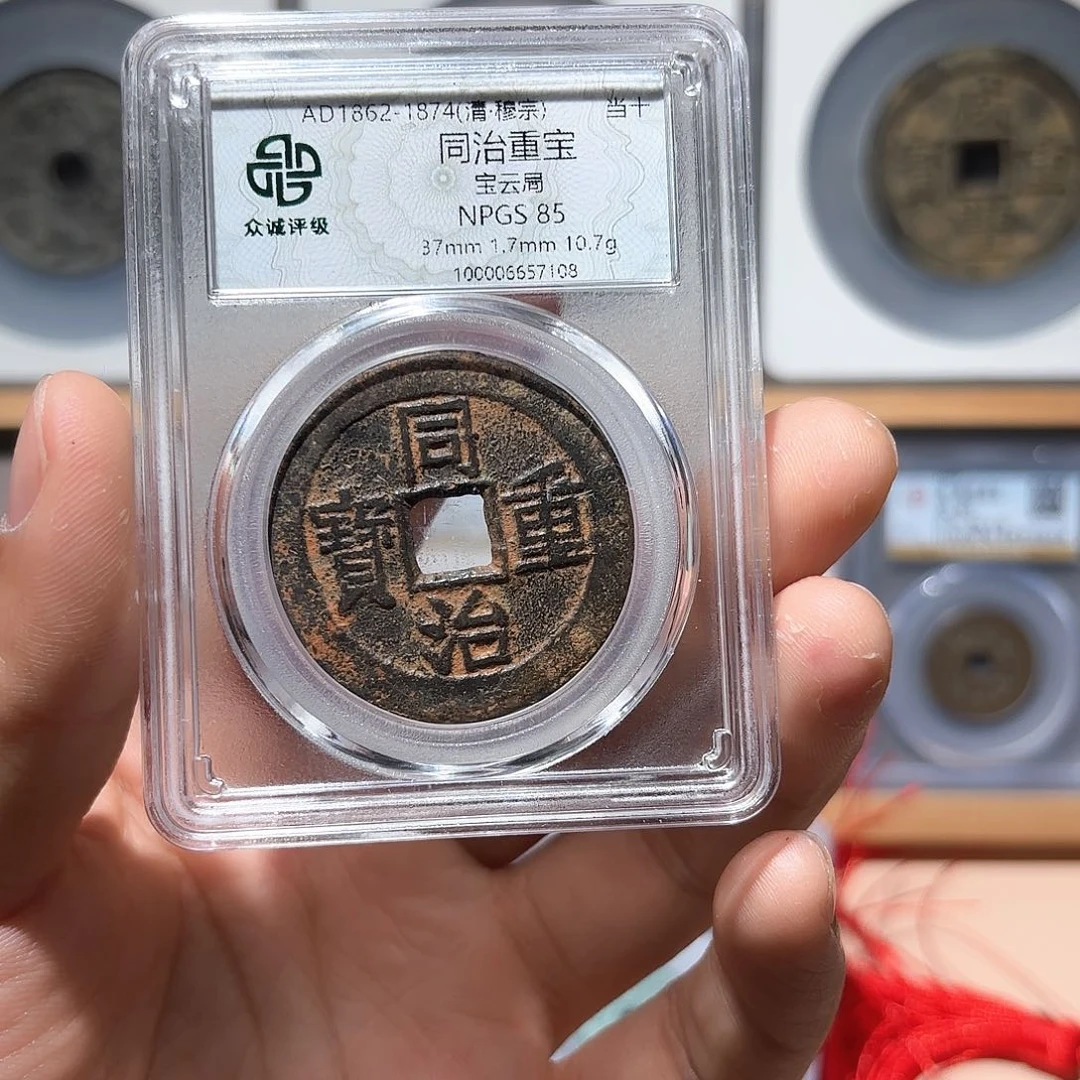 AD1862-1874(清·穆宗) 当十
同治重宝
宝云局
NPGS 85
37mm 1.7mm 10.7g
100006657108
众诚评级
同
重
寶
治